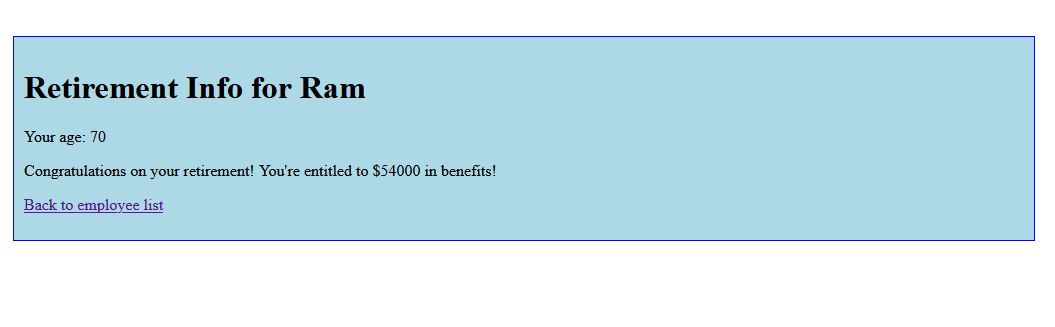 Retirement Info for Ram
Your age: 70
Congratulations on your retirement! You're entitled to $54000 in benefits!
Back to employee list